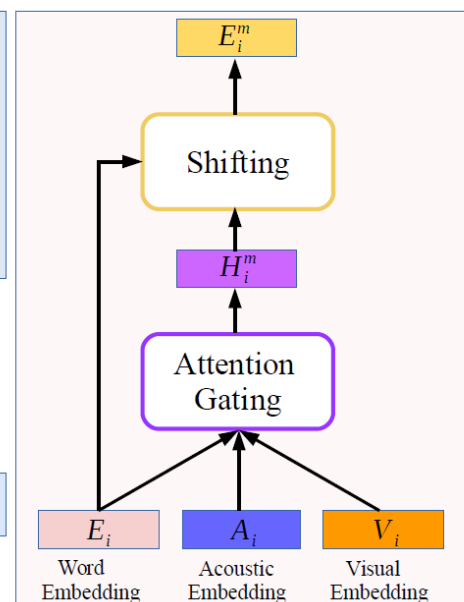 E_i^m
Shifting
H_i^m
Attention
Gating
E_i A_i V_i
Word Acoustic Visual
Embedding Embedding Embedding